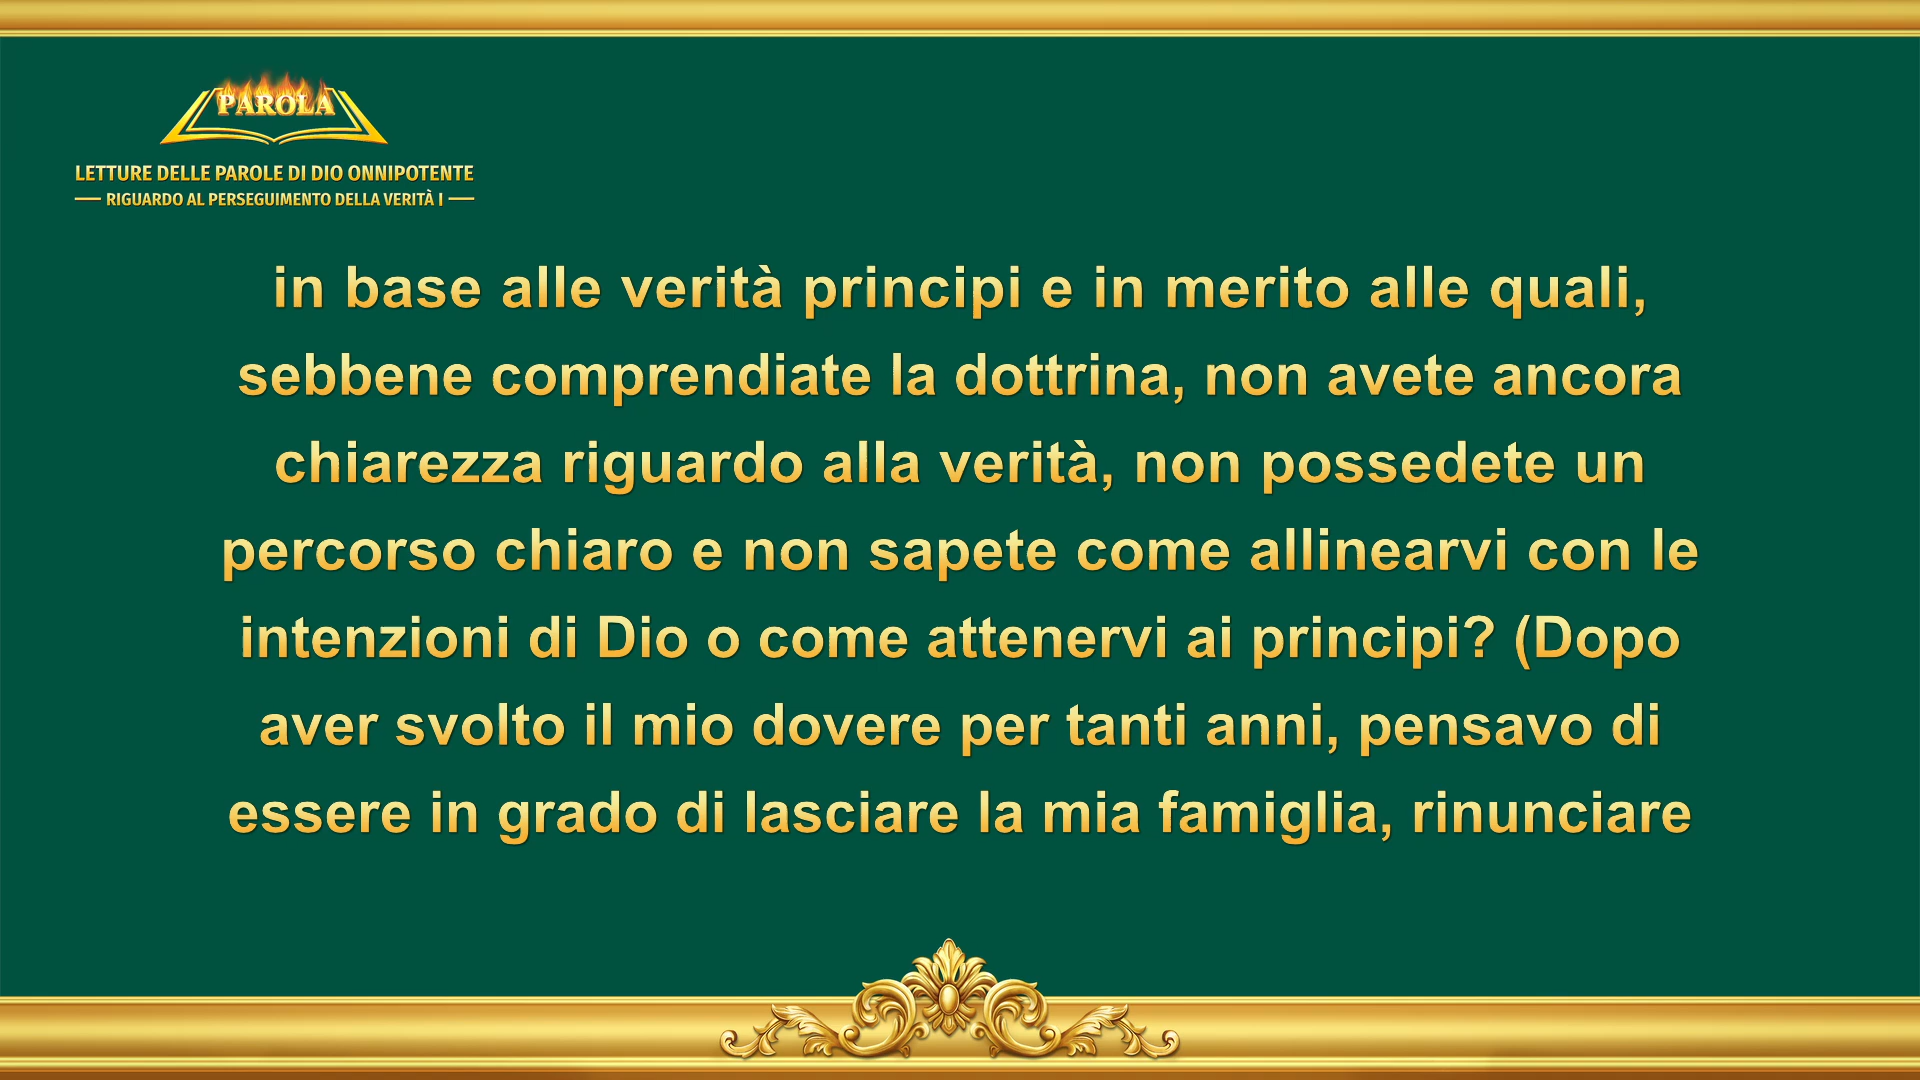 PAROLA
LETTURE DELLE PAROLE DI DIO ONNIPOTENTE
RIGUARDO AL PERSEGUIMENTO DELLA VERITÀ I
in base alle verità principi e in merito alle quali,
sebbene comprendiate la dottrina, non avete ancora
chiarezza riguardo alla verità, non possedete un
percorso chiaro e non sapete come allinearvi con le
intenzioni di Dio o come attenervi ai principi? (Dopo
aver svolto il mio dovere per tanti anni, pensavo di
essere in grado di lasciare la mia famiglia, rinunciare